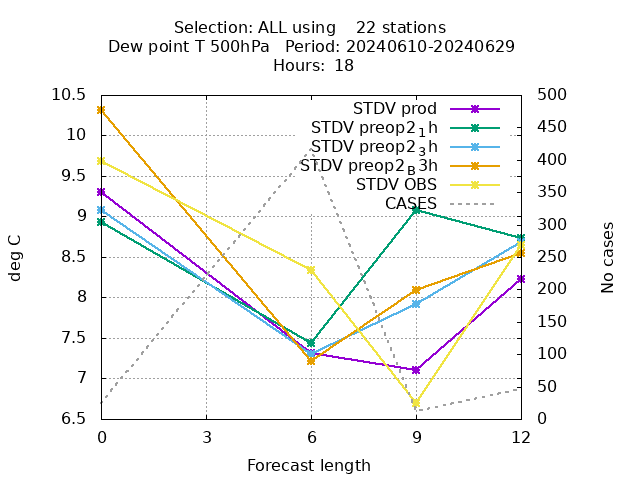 Selection: ALL using    22 stations
Dew point T 500hPa   Period: 20240610-20240629
Hours: 18
10.5
10
9.5
9
8.5
8
7.5
7
6.5
deg C
500
450
400
350
300
250
200
150
100
50
0
No cases
STDV prod
STDV preop2₁h
STDV preop2₃h
STDV preop2_B3h
STDV OBS
CASES
0 3 6 9 12
Forecast length